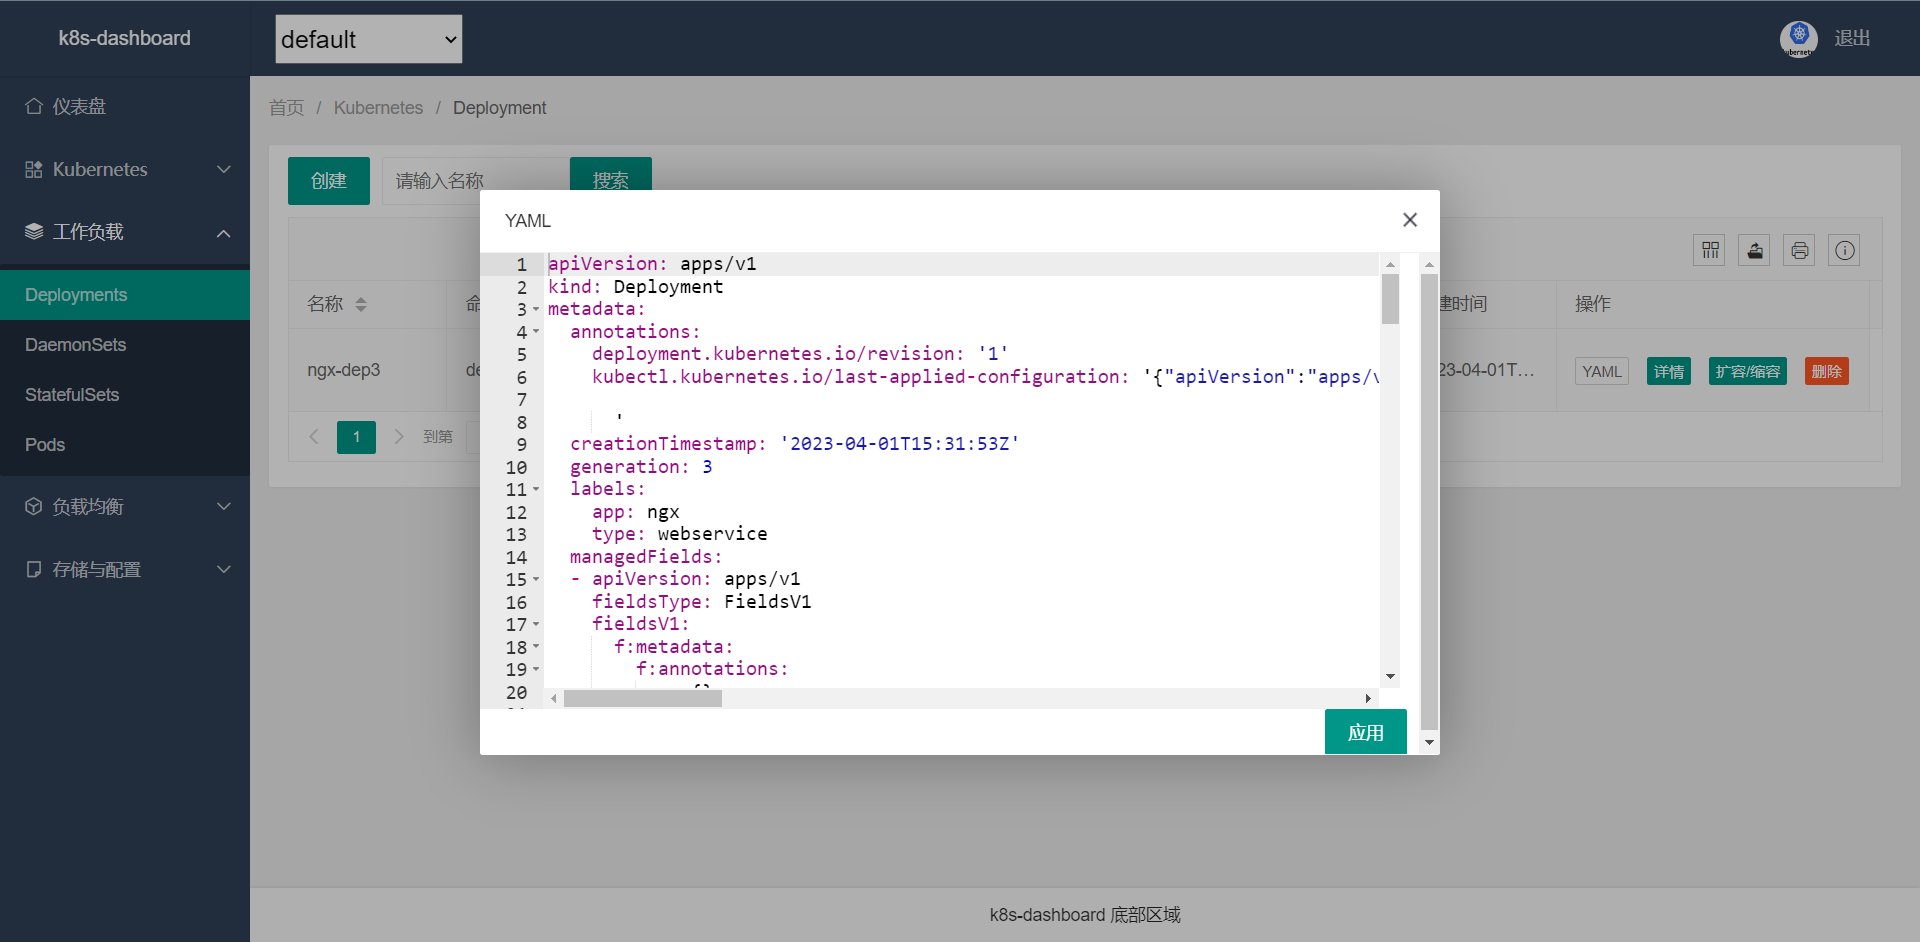 k8s-dashboard
default
退出
仪表盘
Kubernetes
工作负载
Deployments
DaemonSets
StatefulSets
Pods
负载均衡
存储与配置
首页 / Kubernetes / Deployment
创建
请输入名称
搜索
名称
命
建时间
操作
ngx-dep3
de
23-04-01T...
YAML
详情
扩容/缩容
删除
1
到第
YAML
1 apiVersion: apps/v1
2 kind: Deployment
3 metadata:
4 annotations:
5 deployment.kubernetes.io/revision: '1'
6 kubectl.kubernetes.io/last-applied-configuration: '{"apiVersion":"apps/v
7
8 '
9 creationTimestamp: '2023-04-01T15:31:53Z'
10 generation: 3
11 labels:
12 app: ngx
13 type: webservice
14 managedFields:
15 - apiVersion: apps/v1
16 fieldsType: FieldsV1
17 fieldsV1:
18 f:metadata:
19 f:annotations:
20
应用
k8s-dashboard 底部区域